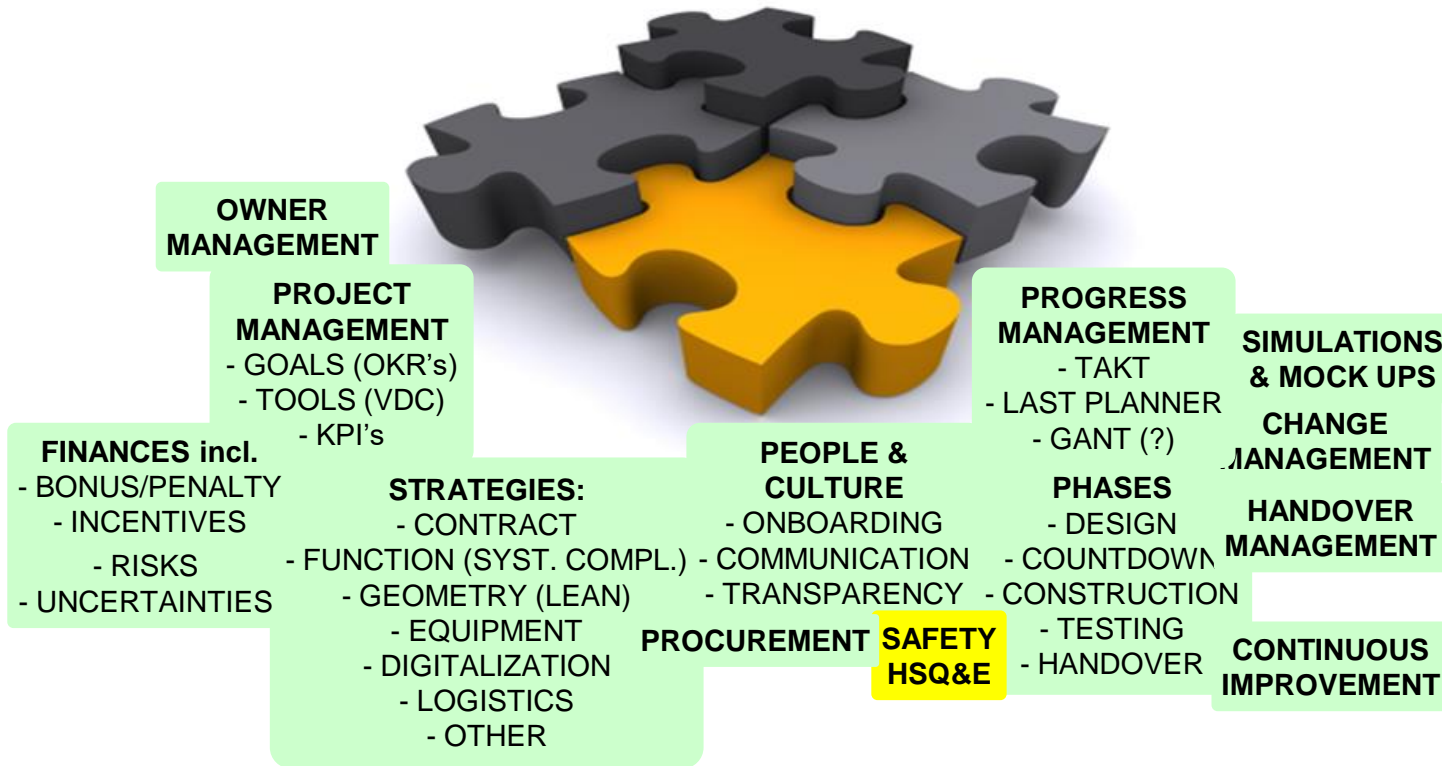 OWNER
MANAGEMENT
PROJECT
MANAGEMENT
- GOALS (OKR's)
- TOOLS (VDC)
- KPI's
FINANCES incl.
- BONUS/PENALTY
- INCENTIVES
- RISKS
- UNCERTAINTIES
STRATEGIES:
- CONTRACT
- FUNCTION (SYST. COMPL.)
- GEOMETRY (LEAN)
- EQUIPMENT
- DIGITALIZATION
- LOGISTICS
- OTHER
PEOPLE &
CULTURE
- ONBOARDING
- COMMUNICATION
- TRANSPARENCY
PROCUREMENT
SAFETY
HSQ&E
PROGRESS
MANAGEMENT
- TAKT
- LAST PLANNER
- GANT (?)
PHASES
- DESIGN
- COUNTDOWN
- CONSTRUCTION
- TESTING
- HANDOVER
SIMULATIONS
& MOCK UPS
CHANGE
MANAGEMENT
HANDOVER
MANAGEMENT
CONTINUOUS
IMPROVEMENT